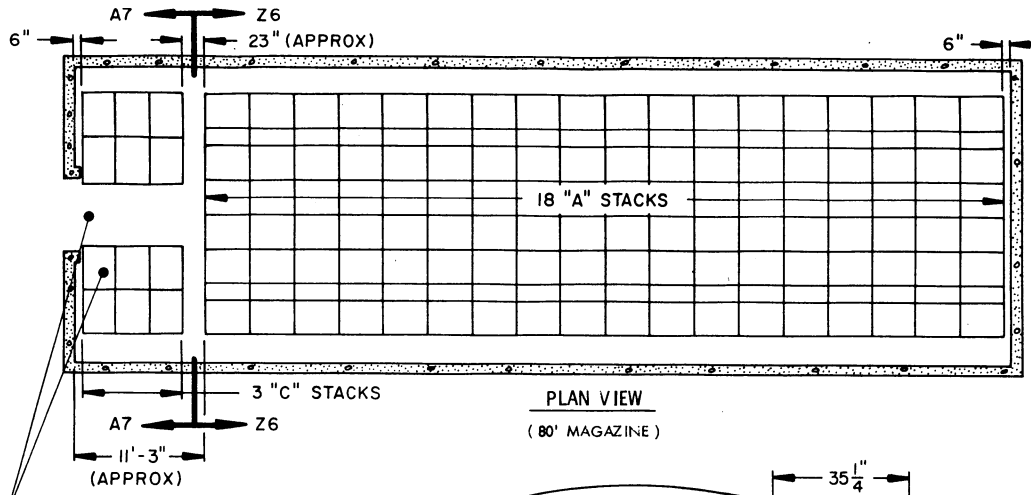 A7 Z6
6" 23" (APPROX) 6"
18 "A" STACKS
3 "C" STACKS
A7 Z6
PLAN VIEW
(80' MAGAZINE)
11'-3"
(APPROX)
35 1/4"